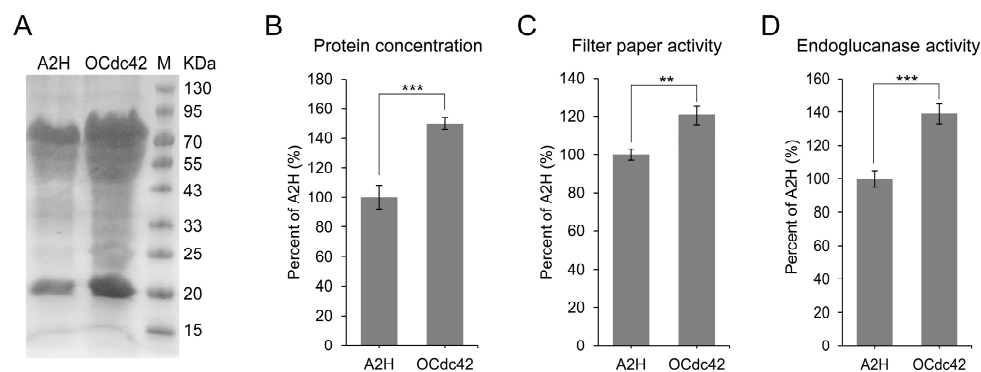 A
A2H OCdc42 M KDa
130
95
70
55
43
33
25
20
15
B
Protein concentration
Percent of A2H (%)
180
160
140
120
100
80
60
40
20
0
***
A2H OCdc42
C
Filter paper activity
Percent of A2H (%)
140
120
100
80
60
40
20
0
**
A2H OCdc42
D
Endoglucanase activity
Percent of A2H (%)
160
140
120
100
80
60
40
20
0
***
A2H OCdc42